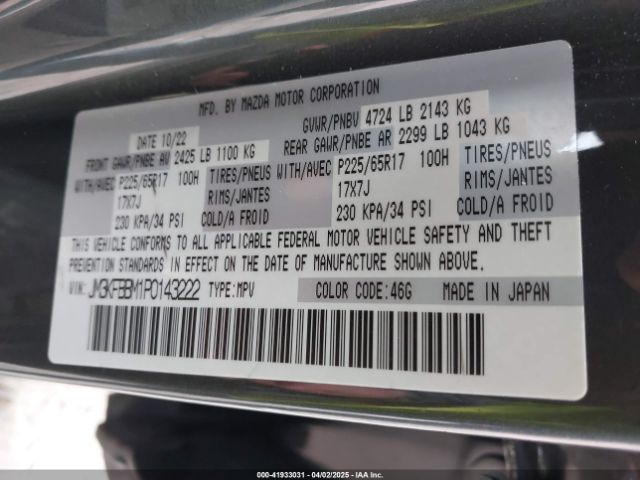 MFD. BY MAZDA MOTOR CORPORATION
DATE 10/22
GVWR/PNBV 4724 LB 2143 KG
FRONT GAWR/PNBE AV 2425 LB 1100 KG
REAR GAWR/PNBE AR 2299 LB 1043 KG
WITH/AVEC P225/65R17 100H TIRES/PNEUS
17X7J RIMS/JANTES
230 KPA/34 PSI COLD/A FROID
WITH/AVEC P225/65R17 100H TIRES/PNEUS
17X7J RIMS/JANTES
230 KPA/34 PSI COLD/A FROID
THIS VEHICLE CONFORMS TO ALL APPLICABLE FEDERAL MOTOR VEHICLE SAFETY AND THEFT
PREVENTION STANDARDS IN EFFECT ON THE DATE OF MANUFACTURE SHOWN ABOVE.
VIN: JM3KFBBM1P0143222 TYPE: MPV COLOR CODE: 46G MADE IN JAPAN
000-41933031 04/02/2025 Copyright IAA, LLC